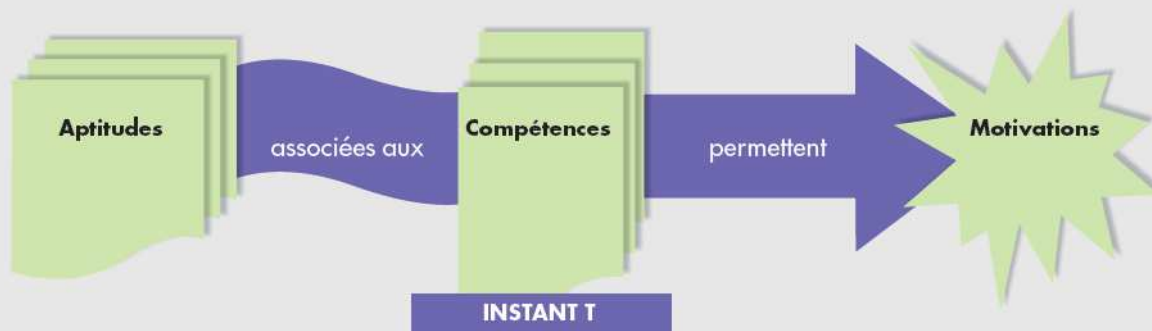 Aptitudes
associées aux
Compétences
permettent
Motivations
INSTANT T